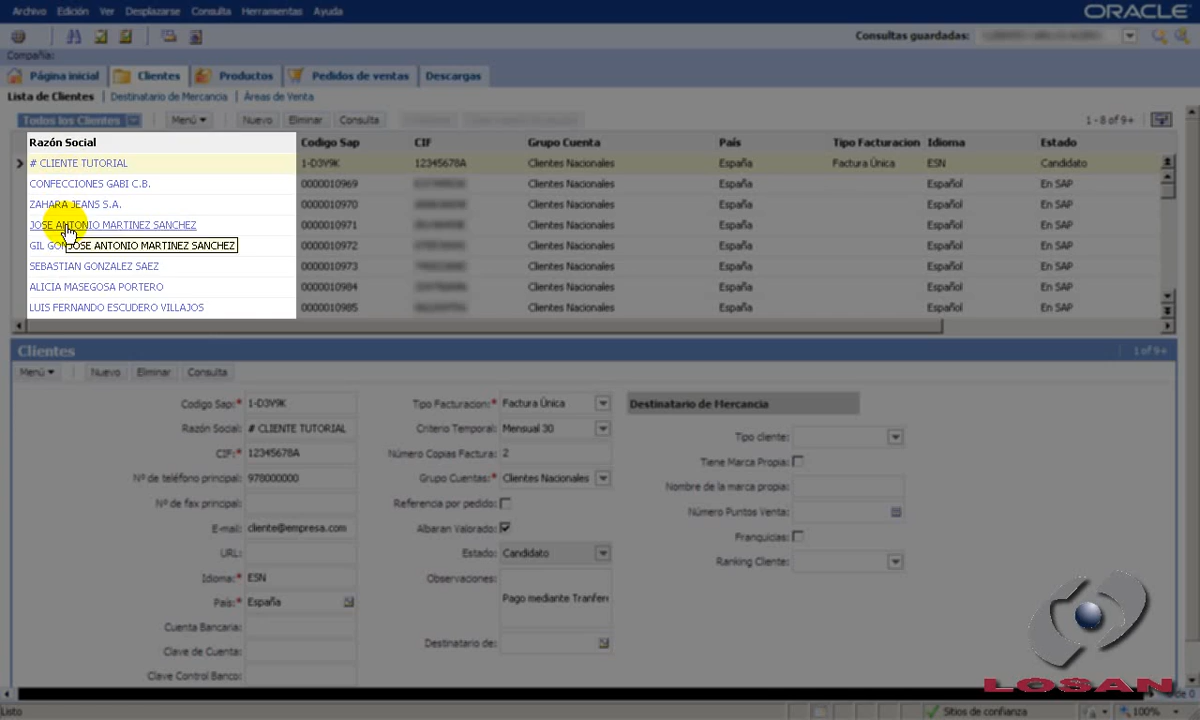 Archivo Edición Ver Desplazarse Consulta Herramientas Ayuda
ORACLE
Consultas guardadas:
Compañía:
Página inicial Clientes Productos Pedidos de ventas Descargas
Lista de Clientes | Destinatario de Mercancia | Áreas de Venta
Todos los Clientes Menú Nuevo Eliminar Consulta 1 - 8 of 9+
Razón Social Codigo Sap CIF Grupo Cuenta País Tipo Facturacion Idioma Estado
# CLIENTE TUTORIAL 1-D3V9K 12345678A Clientes Nacionales España Factura Única ESN Candidato
CONFECCIONES GABI C.B. 0000010969 Clientes Nacionales España Español En SAP
ZAHARA JEANS S.A. 0000010970 Clientes Nacionales España Español En SAP
JOSE ANTONIO MARTINEZ SANCHEZ 0000010971 Clientes Nacionales España Español En SAP
GIL JOSE ANTONIO MARTINEZ SANCHEZ 0000010972 Clientes Nacionales España Español En SAP
SEBASTIAN GONZALEZ SAEZ 0000010973 Clientes Nacionales España Español En SAP
ALICIA MASEGOSA PORTERO 0000010984 Clientes Nacionales España Español En SAP
LUIS FERNANDO ESCUDERO VILLAJOS 0000010985 Clientes Nacionales España Español En SAP
Clientes 1 of 9+
Menú Nuevo Eliminar Consulta
Codigo Sap:* 1-D3V9K Tipo Facturacion:* Factura Única Destinatario de Mercancia
Razón Social: # CLIENTE TUTORIAL Criterio Temporal: Mensual 30 Tipo cliente:
CIF:* 12345678A Número Copias Factura: 2 Tiene Marca Propia:
Nº de teléfono principal: 978000000 Grupo Cuentas:* Clientes Nacionales Nombre de la marca propia:
Nº de fax principal: Referencia por pedido: Número Puntos Venta:
E-mail: cliente@empresa.com Albaran Valorado: Franquicias:
URL: Estado: Candidato Ranking Cliente:
Idioma:* ESN Observaciones:
País:* España Pago mediante Tranfere
Cuenta Bancaria:
Clave de Cuenta: Destinatario de:
Clave Control Banco:
LOSAN
de 0
Listo Sitios de confianza 100%